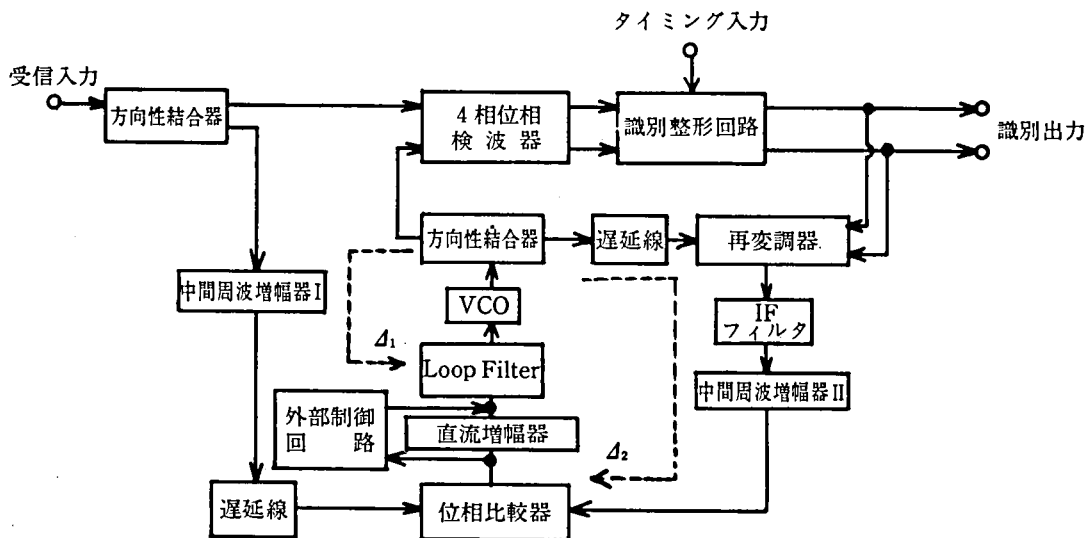 タイミング入力
受信入力
方向性結合器
4相位相
検波器
識別整形回路
識別出力
方向性結合器
遅延線
再変調器
中間周波増幅器Ⅰ
VCO
IF
フィルタ
Δ₁
Loop Filter
中間周波増幅器Ⅱ
外部制御
回路
直流増幅器
Δ₂
遅延線
位相比較器